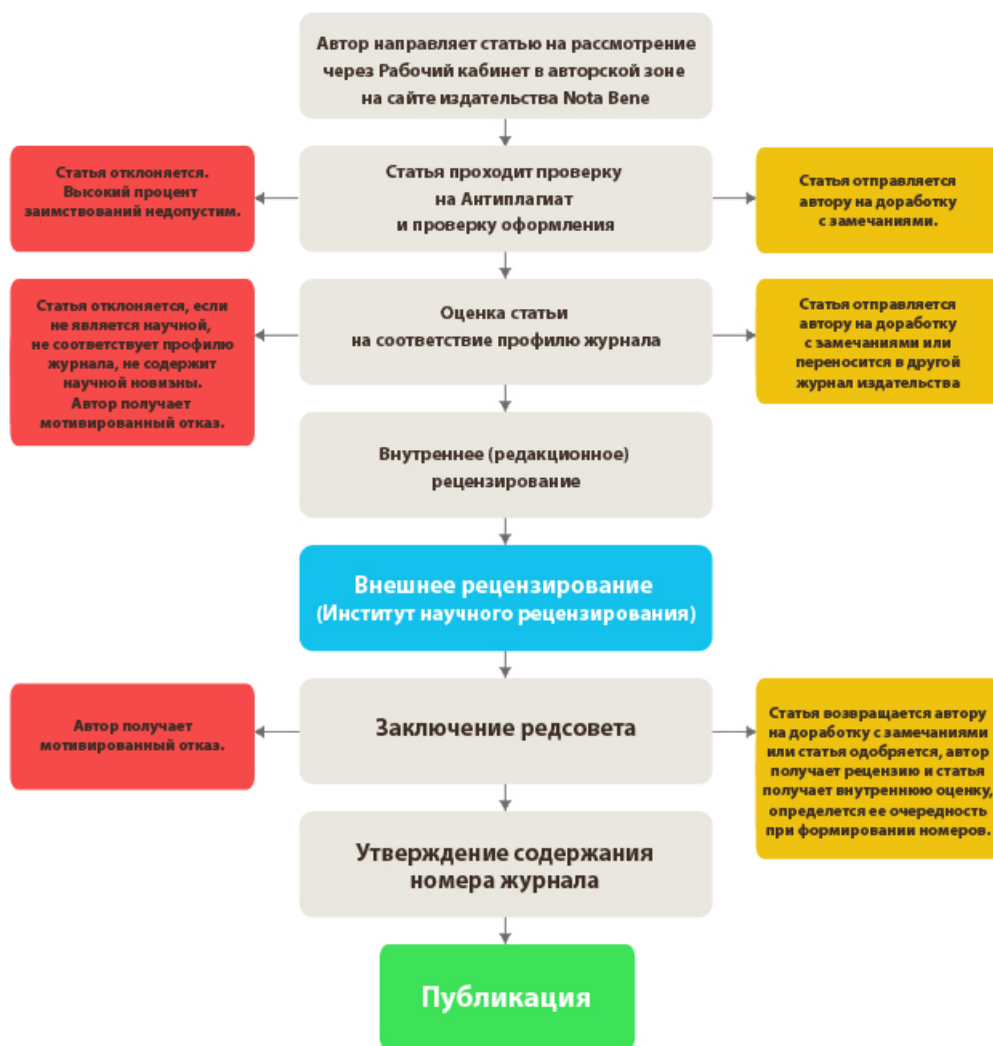 Автор направляет статью на рассмотрение
через Рабочий кабинет в авторской зоне
на сайте издательства Nota Bene
Статья отклоняется.
Высокий процент
заимствований недопустим.
Статья проходит проверку
на Антиплагиат
и проверку оформления
Статья отправляется
автору на доработку
с замечаниями.
Статья отклоняется, если
не является научной,
не соответствует профилю
журнала, не содержит
научной новизны.
Автор получает
мотивированный отказ.
Оценка статьи
на соответствие профилю журнала
Статья отправляется
автору на доработку
с замечаниями или
переносится в другой
журнал издательства
Внутреннее (редакционное)
рецензирование
Внешнее рецензирование
(Институт научного рецензирования)
Автор получает
мотивированный отказ.
Заключение редсовета
Статья возвращается автору
на доработку с замечаниями
или статья одобряется, автор
получает рецензию и статья
получает внутреннюю оценку,
определется ее очередность
при формировании номеров.
Утверждение содержания
номера журнала
Публикация